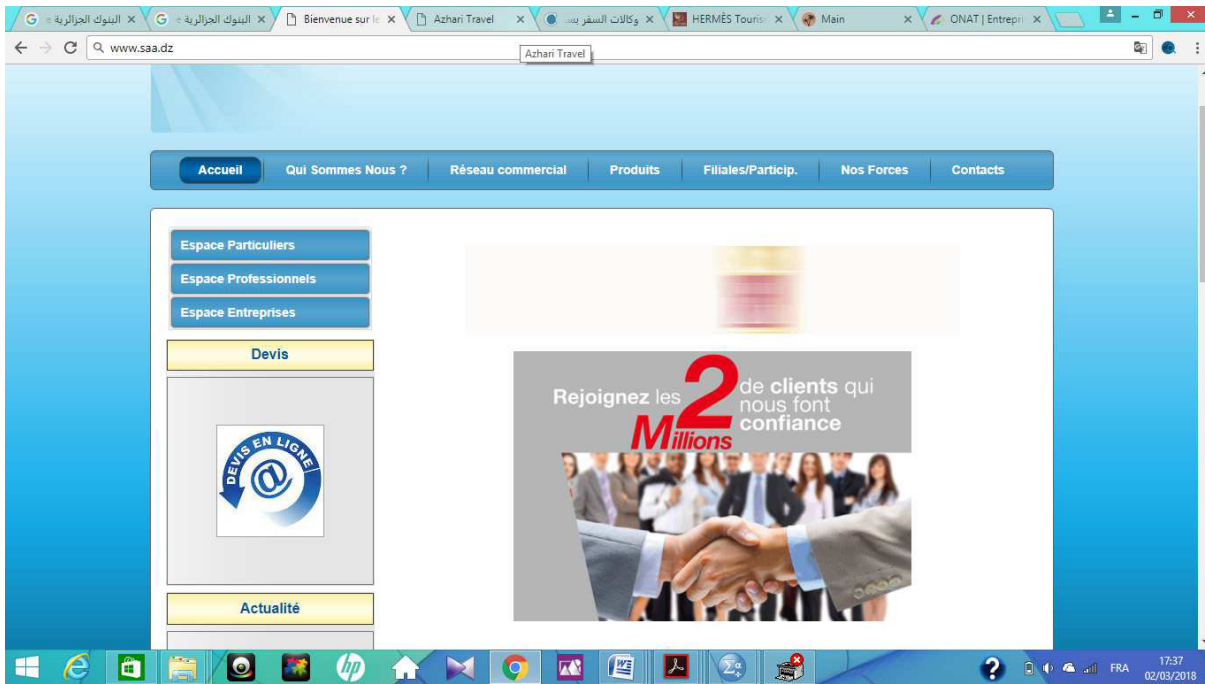 البنوك الجزائرية
البنوك الجزائرية
Bienvenue sur le
Azhari Travel
وكالات السفر بس
HERMÈS Touris
Main
ONAT | Entrepri
www.saa.dz
Azhari Travel
Accueil
Qui Sommes Nous ?
Réseau commercial
Produits
Filiales/Particip.
Nos Forces
Contacts
Espace Particuliers
Espace Professionnels
Espace Entreprises
Devis
DEVIS EN LIGNE
@
Actualité
Rejoignez les 2 Millions
de clients qui
nous font
confiance
hp
FRA
17:37
02/03/2018